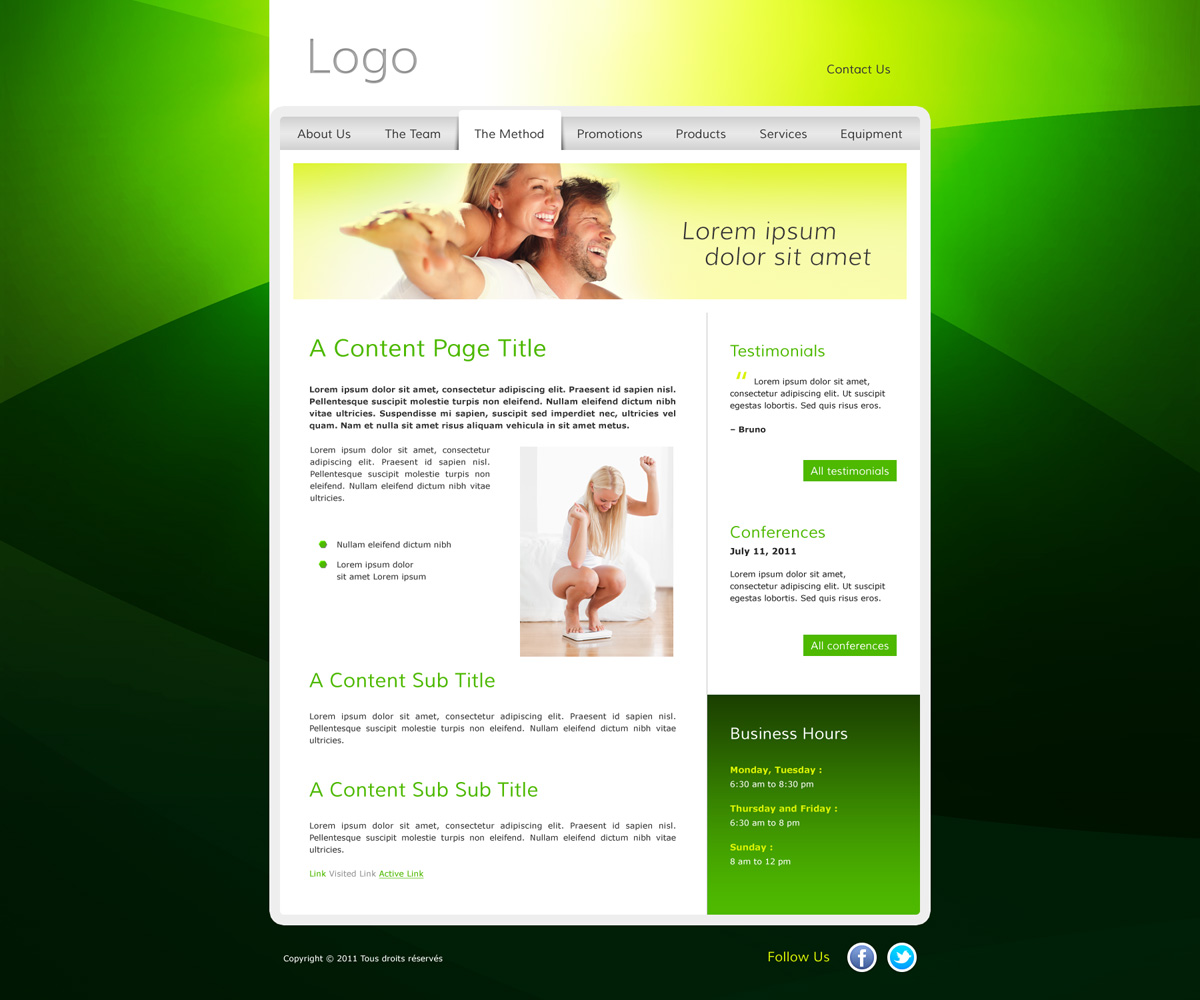 Logo
Contact Us
About Us
The Team
The Method
Promotions
Products
Services
Equipment
Lorem ipsum
dolor sit amet
A Content Page Title
Lorem ipsum dolor sit amet, consectetur adipiscing elit. Praesent id sapien nisl.
Pellentesque suscipit molestie turpis non eleifend. Nullam eleifend dictum nibh
vitae ultricies. Suspendisse mi sapien, suscipit sed imperdiet nec, ultricies vel
quam. Nam et nulla sit amet risus aliquam vehicula in sit amet metus.
Lorem ipsum dolor sit amet, consectetur
adipiscing elit. Praesent id sapien nisl.
Pellentesque suscipit molestie turpis non
eleifend. Nullam eleifend dictum nibh vitae
ultricies.
Nullam eleifend dictum nibh
Lorem ipsum dolor
sit amet Lorem ipsum
A Content Sub Title
Lorem ipsum dolor sit amet, consectetur adipiscing elit. Praesent id sapien nisl.
Pellentesque suscipit molestie turpis non eleifend. Nullam eleifend dictum nibh vitae
ultricies.
A Content Sub Sub Title
Lorem ipsum dolor sit amet, consectetur adipiscing elit. Praesent id sapien nisl.
Pellentesque suscipit molestie turpis non eleifend. Nullam eleifend dictum nibh vitae
ultricies.
Link Visited Link Active Link
Testimonials
“ Lorem ipsum dolor sit amet,
consectetur adipiscing elit. Ut suscipit
egestas lobortis. Sed quis risus eros.
– Bruno
All testimonials
Conferences
July 11, 2011
Lorem ipsum dolor sit amet,
consectetur adipiscing elit. Ut suscipit
egestas lobortis. Sed quis risus eros.
All conferences
Business Hours
Monday, Tuesday :
6:30 am to 8:30 pm
Thursday and Friday :
6:30 am to 8 pm
Sunday :
8 am to 12 pm
Copyright © 2011 Tous droits réservés
Follow Us
f